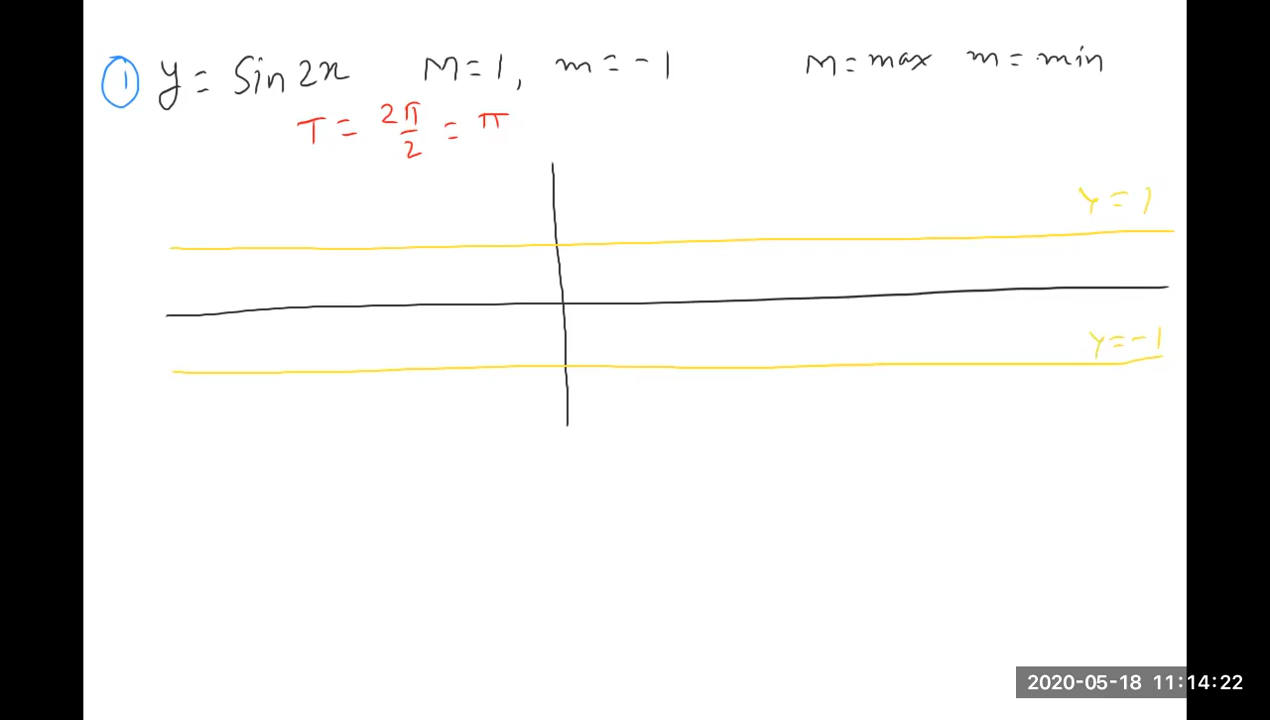 ① y = Sin 2x M = 1, m = -1 M = max m = min
T = 2π/2 = π
Y = 1
Y = -1
2020-05-18 11:14:22